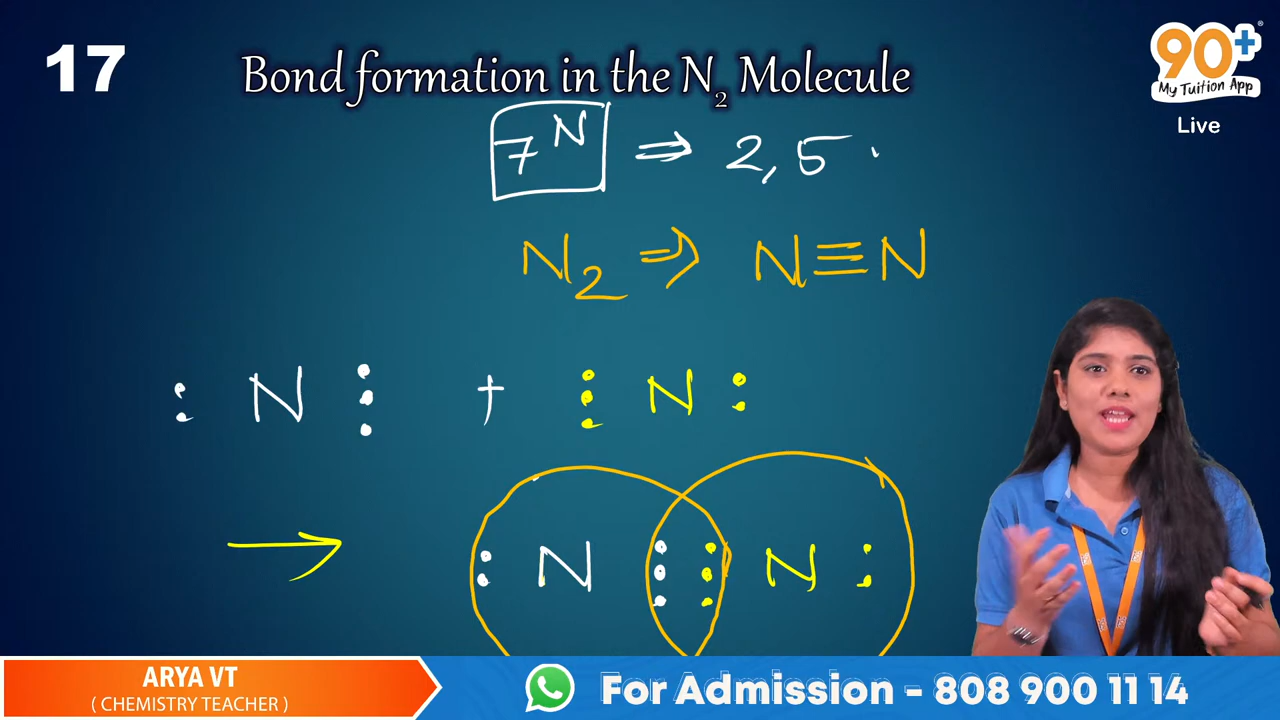 17
Bond formation in the N₂ Molecule
90+
My Tuition App
Live
₇N ⇒ 2, 5
N₂ ⇒ N≡N
: N ⋮ + ⋮ N :
→ : N ⋮ ⋮ N :
ARYA VT
( CHEMISTRY TEACHER )
For Admission - 808 900 11 14